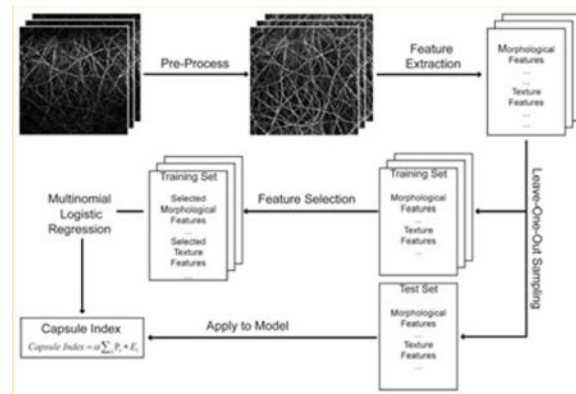 Pre-Process
Feature
Extraction
Morphological
Features
...
...
Texture
Features
...
...
Leave-One-Out Sampling
Training Set
Morphological
Features
...
Texture
Features
...
Feature Selection
Training Set
Selected
Morphological
Features
...
Selected
Texture
Features
...
Multinomial
Logistic
Regression
Test Set
Morphological
Features
...
Texture
Features
...
Apply to Model
Capsule Index
Capsule Index =